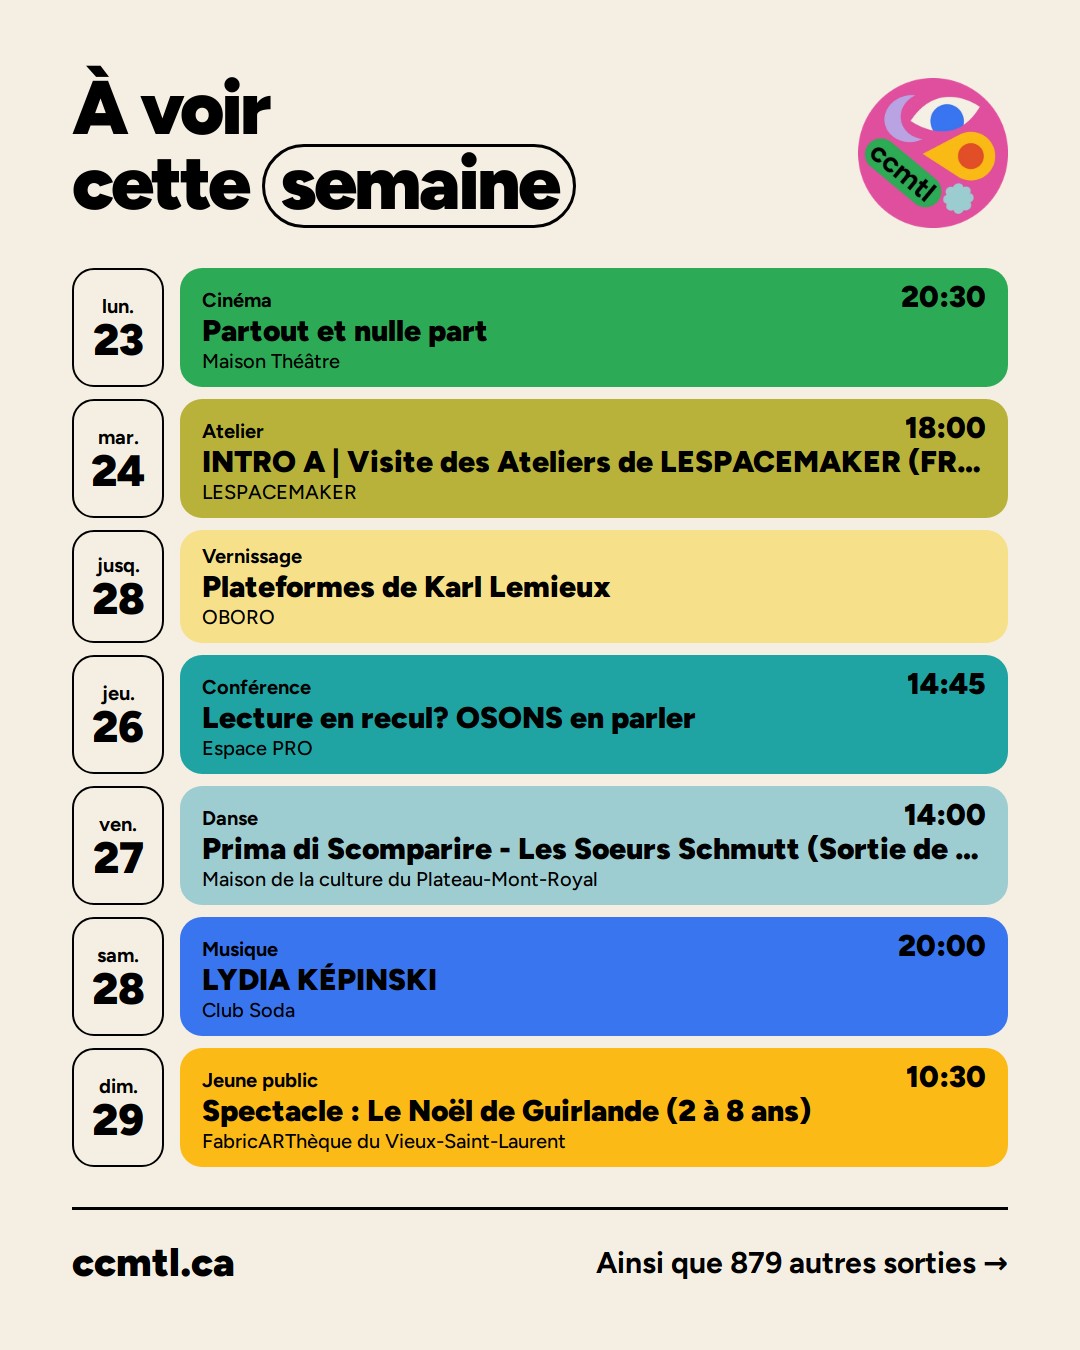 À voir
cette semaine
ccmtl
lun.
23
Cinéma
20:30
Partout et nulle part
Maison Théâtre
mar.
24
Atelier
18:00
INTRO A | Visite des Ateliers de LESPACEMAKER (FR...
LESPACEMAKER
jusq.
28
Vernissage
Plateformes de Karl Lemieux
OBORO
jeu.
26
Conférence
14:45
Lecture en recul? OSONS en parler
Espace PRO
ven.
27
Danse
14:00
Prima di Scomparire - Les Soeurs Schmutt (Sortie de ...
Maison de la culture du Plateau-Mont-Royal
sam.
28
Musique
20:00
LYDIA KÉPINSKI
Club Soda
dim.
29
Jeune public
10:30
Spectacle : Le Noël de Guirlande (2 à 8 ans)
FabricARThèque du Vieux-Saint-Laurent
ccmtl.ca
Ainsi que 879 autres sorties →